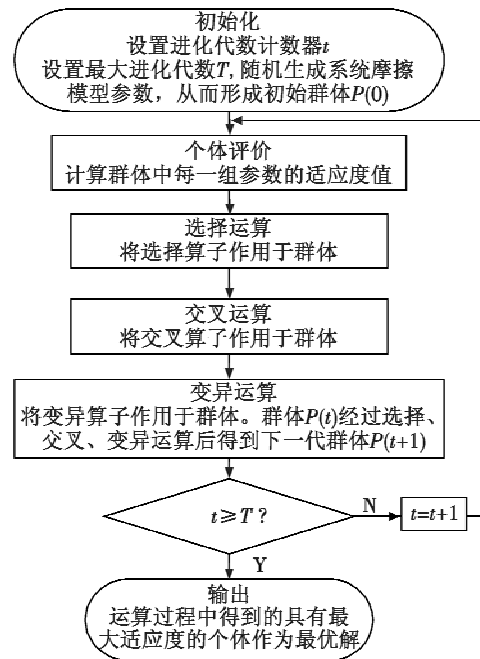 初始化
设置进化代数计数器t
设置最大进化代数T, 随机生成系统摩擦
模型参数，从而形成初始群体P(0)
个体评价
计算群体中每一组参数的适应度值
选择运算
将选择算子作用于群体
交叉运算
将交叉算子作用于群体
变异运算
将变异算子作用于群体。群体P(t)经过选择、
交叉、变异运算后得到下一代群体P(t+1)
t≥T ?
N
t=t+1
Y
输出
运算过程中得到的具有最
大适应度的个体作为最优解